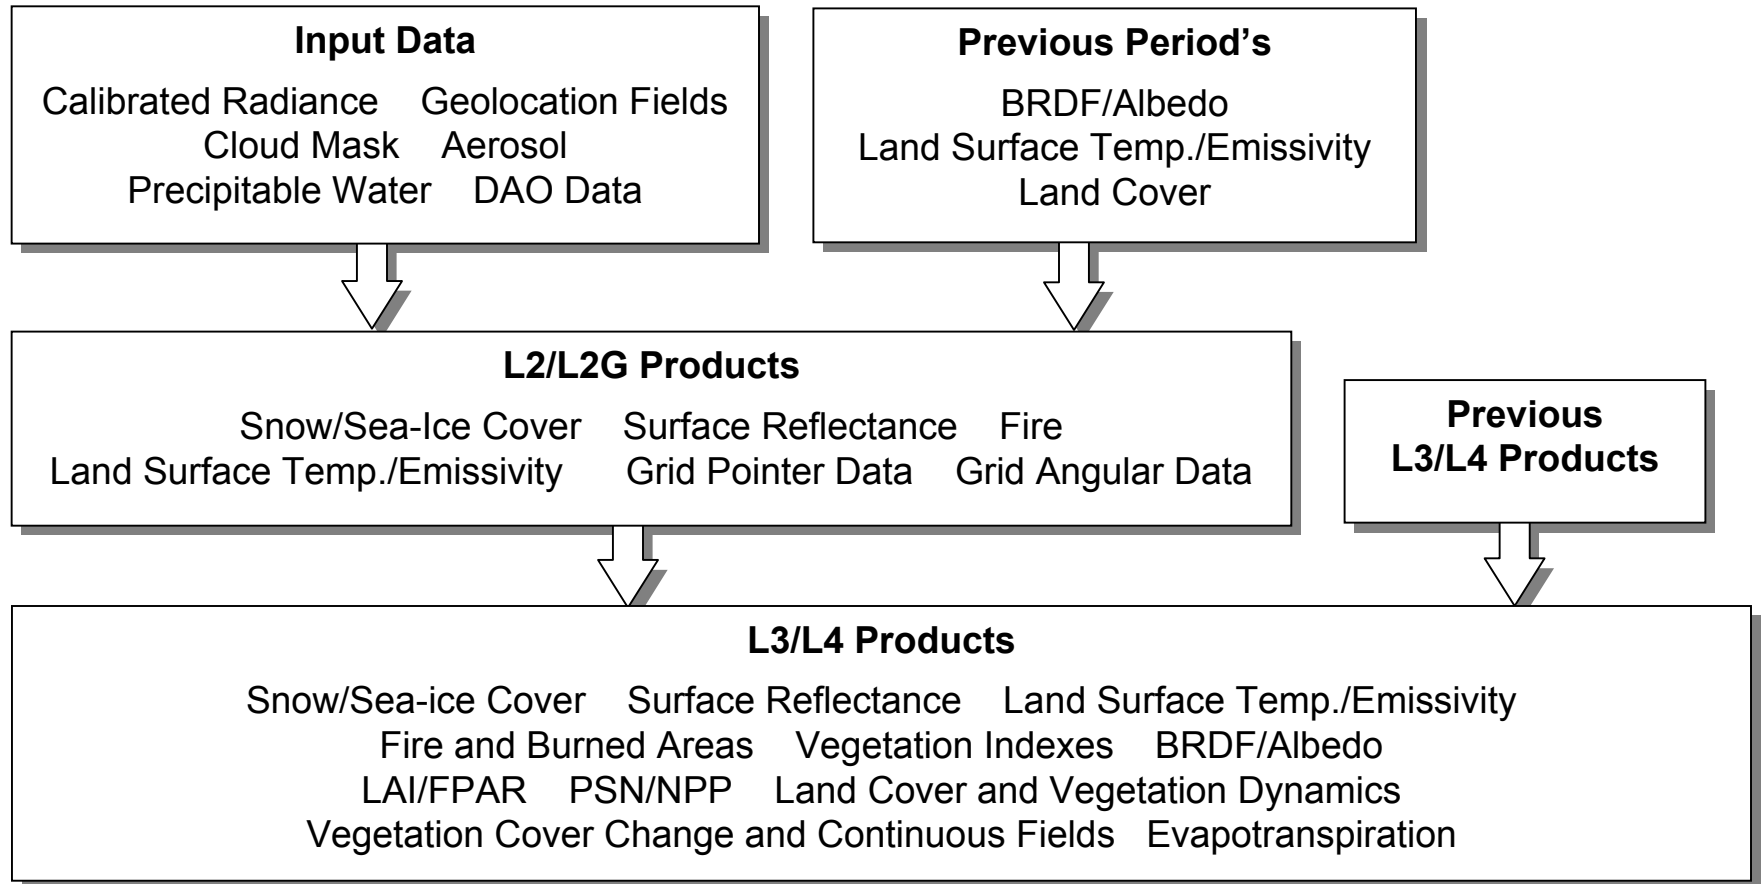 Input Data
Calibrated Radiance    Geolocation Fields
Cloud Mask    Aerosol
Precipitable Water    DAO Data
Previous Period's
BRDF/Albedo
Land Surface Temp./Emissivity
Land Cover
L2/L2G Products
Snow/Sea-Ice Cover    Surface Reflectance    Fire
Land Surface Temp./Emissivity    Grid Pointer Data    Grid Angular Data
Previous
L3/L4 Products
L3/L4 Products
Snow/Sea-ice Cover    Surface Reflectance    Land Surface Temp./Emissivity
Fire and Burned Areas    Vegetation Indexes    BRDF/Albedo
LAI/FPAR    PSN/NPP    Land Cover and Vegetation Dynamics
Vegetation Cover Change and Continuous Fields    Evapotranspiration